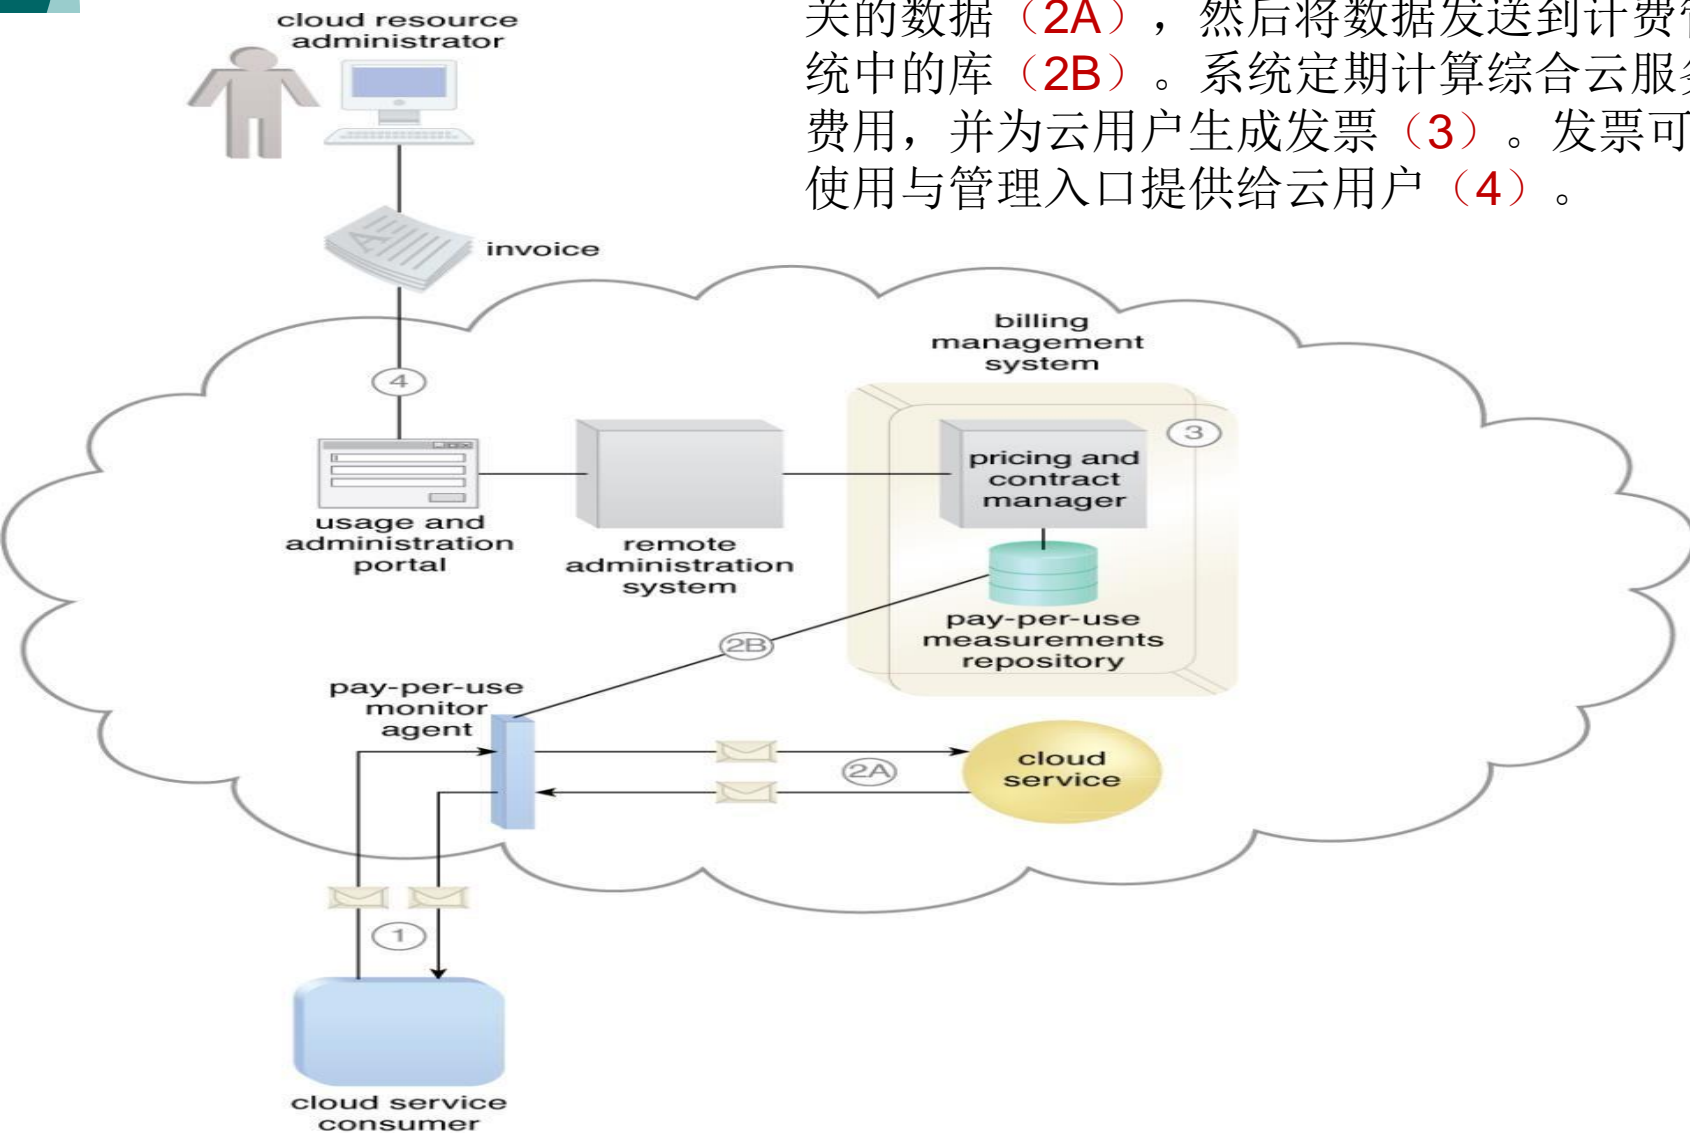 关的数据（2A），然后将数据发送到计费管
统中的库（2B）。系统定期计算综合云服务
费用，并为云用户生成发票（3）。发票可
使用与管理入口提供给云用户（4）。
cloud resource
administrator
invoice
billing
management
system
4
3
pricing and
contract
manager
usage and
administration
portal
remote
administration
system
pay-per-use
measurements
repository
2B
pay-per-use
monitor
agent
cloud
service
2A
1
cloud service
consumer